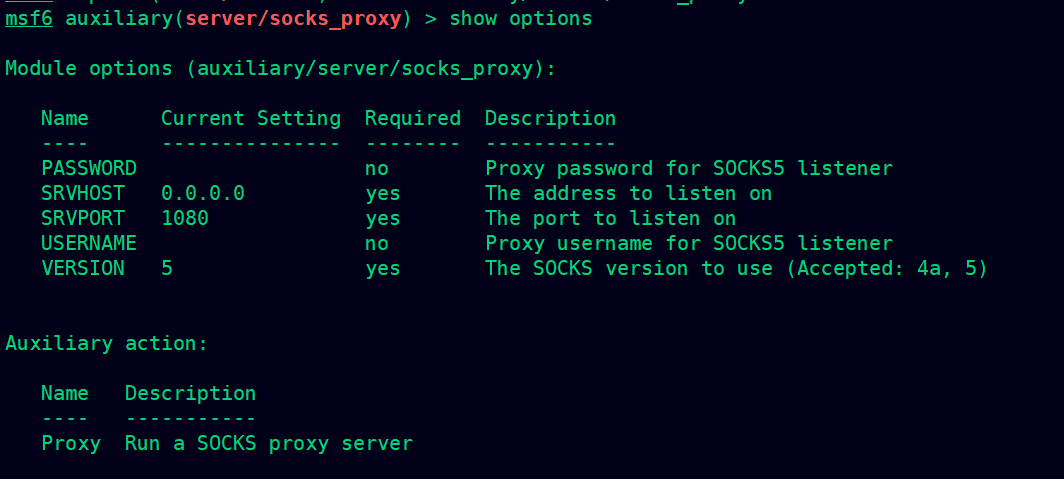 msf6 auxiliary(server/socks_proxy) > show options
Module options (auxiliary/server/socks_proxy):
Name Current Setting Required Description
---- --------------- -------- -----------
PASSWORD no Proxy password for SOCKS5 listener
SRVHOST 0.0.0.0 yes The address to listen on
SRVPORT 1080 yes The port to listen on
USERNAME no Proxy username for SOCKS5 listener
VERSION 5 yes The SOCKS version to use (Accepted: 4a, 5)
Auxiliary action:
Name Description
---- -----------
Proxy Run a SOCKS proxy server